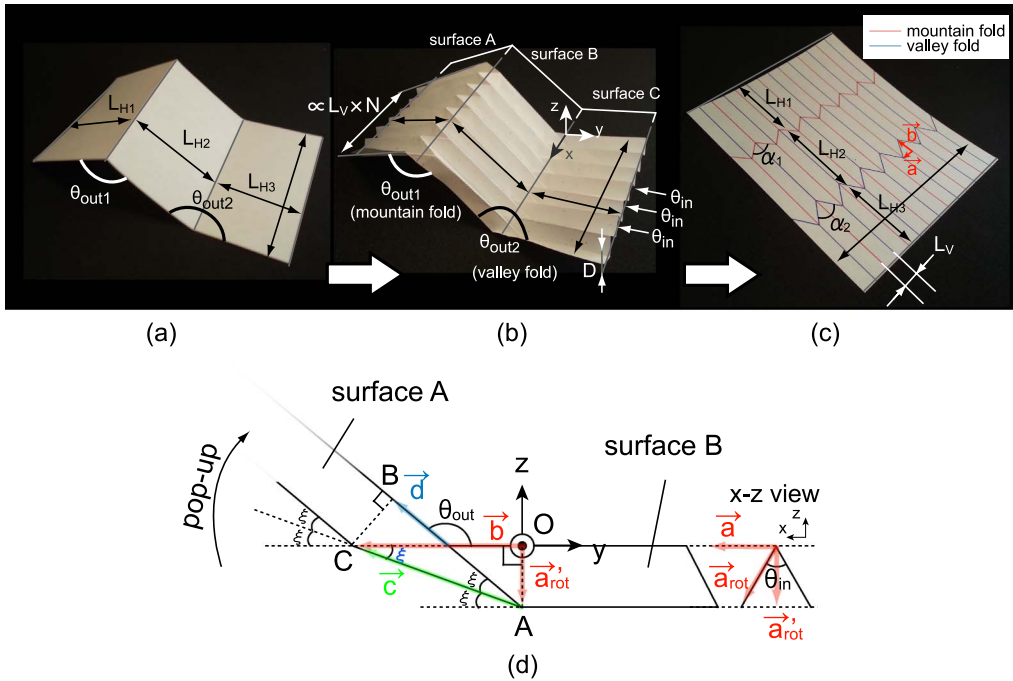 mountain fold
valley fold
L_H1
L_H2
L_H3
θ_out1
θ_out2
surface A
surface B
surface C
∝L_V×N
z
y
x
θ_out1
(mountain fold)
θ_out2
(valley fold)
θ_in
θ_in
θ_in
D
L_H1
L_H2
L_H3
α_1
α_2
b
a
L_V
(a)
(b)
(c)
surface A
surface B
pop-up
B
d
θ_out
z
O
x-z view
z
x
ξ
ξ
C
ξ
b
y
a
c
ξ
ξ
a_rot'
a_rot
θ_in
a_rot'
A
(d)